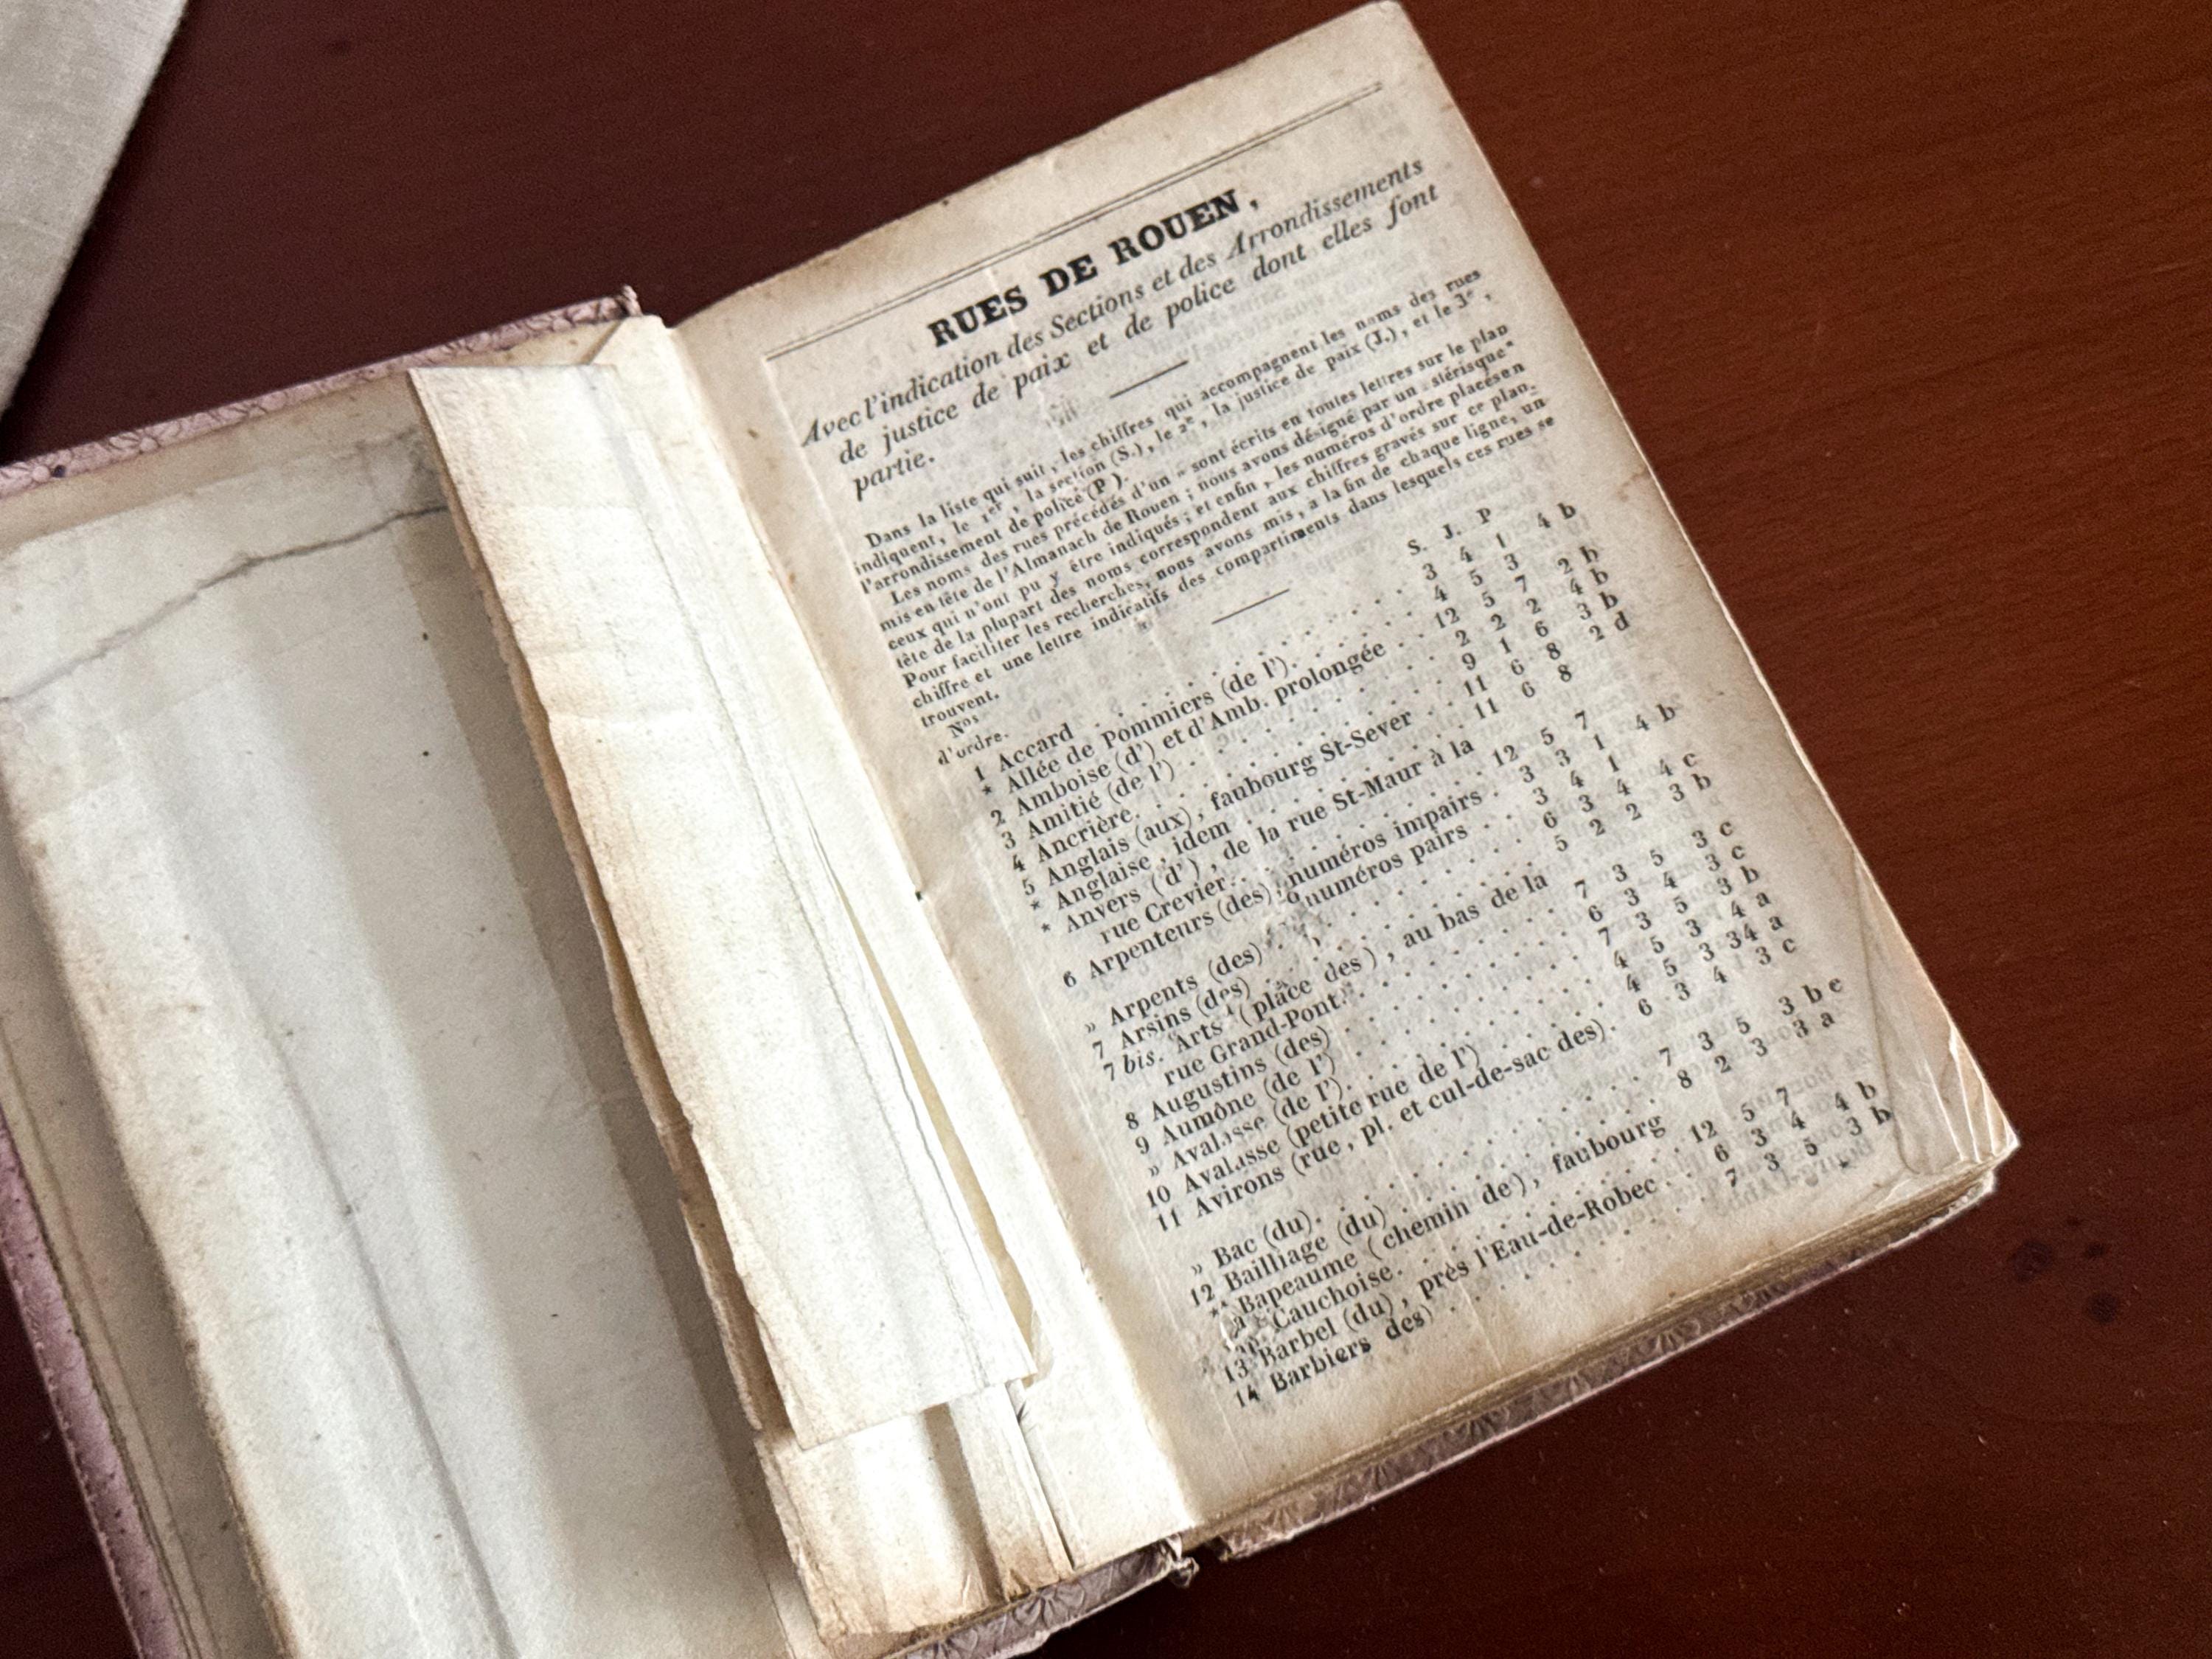 RUES DE ROUEN,
Avec l'indication des Sections et des Arrondissements
de justice de paix et de police dont elles font
partie.
Dans la liste qui suit, les chiffres qui accompagnent les noms des rues
indiquent, le 1er, la section (S.), le 2e, la justice de paix (J.), et le 3e,
l'arrondissement de police (P).
Les noms des rues précédés d'un » sont écrits en toutes lettres sur le plan
mis en tête de l'Almanach de Rouen ; nous avons désigné par un astérisque *
ceux qui n'ont pu y être indiqués ; et enfin, les numéros d'ordre placés en
tête de la plupart des noms correspondent aux chiffres gravés sur ce plan.
Pour faciliter les recherches, nous avons mis, à la fin de chaque ligne, un
chiffre et une lettre indicatifs des compartiments dans lesquels ces rues se
trouvent.
Nos
d'ordre. S. J. P
1 Accard . . . . . . . . 3 4 1 4 b
* Allée de Pommiers (de l'). . . . . 4 5 3
2 Amboise (d') et d'Amb. prolongée . . 12 5 7 2 b
3 Amitié (de l') . . . . . . . 2 2 2 4 b
4 Ancrière. . . . . . . . 9 1 6 3 b
5 Anglais (aux), faubourg St-Sever . . 11 6 8 2 d
* Anglaise, idem . . . . . . 11 6 8
* Anvers (d'), de la rue St-Maur à la
rue Crevier. . . . . . . . 12 5 7
6 Arpenteurs (des), numéros impairs . 3 3 1 4 b
numéros pairs . . 3 4 1
» Arpents (des) . . . . . . 6 3 4 4 c
7 Arsins (des) . . . . . . . 5 2 2 3 b
7 bis. Arts (place des), au bas de la
rue Grand-Pont. . . . . . 7 3 5 3 c
8 Augustins (des) . . . . . . 6 3 4 3 c
9 Aumône (de l') . . . . . . 7 3 5 3 b
» Avalasse (de l'). . . . . . . 4 5 3 4 a
10 Avalasse (petite rue de l') . . . . 4 5 3 34 a
11 Avirons (rue, pl. et cul-de-sac des). 6 3 4 3 c
» Bac (du). . . . . . . . 7 3 5 3 b c
12 Bailliage (du) . . . . . . . 8 2 3 3 a
* Bapeaume (chemin de), faubourg
Cauchoise. . . . . . . . 12 5 7
13 Barbel (du), près l'Eau-de-Robec . . 6 3 4 4 b
14 Barbiers des) . . . . . . . 7 3 5 3 b